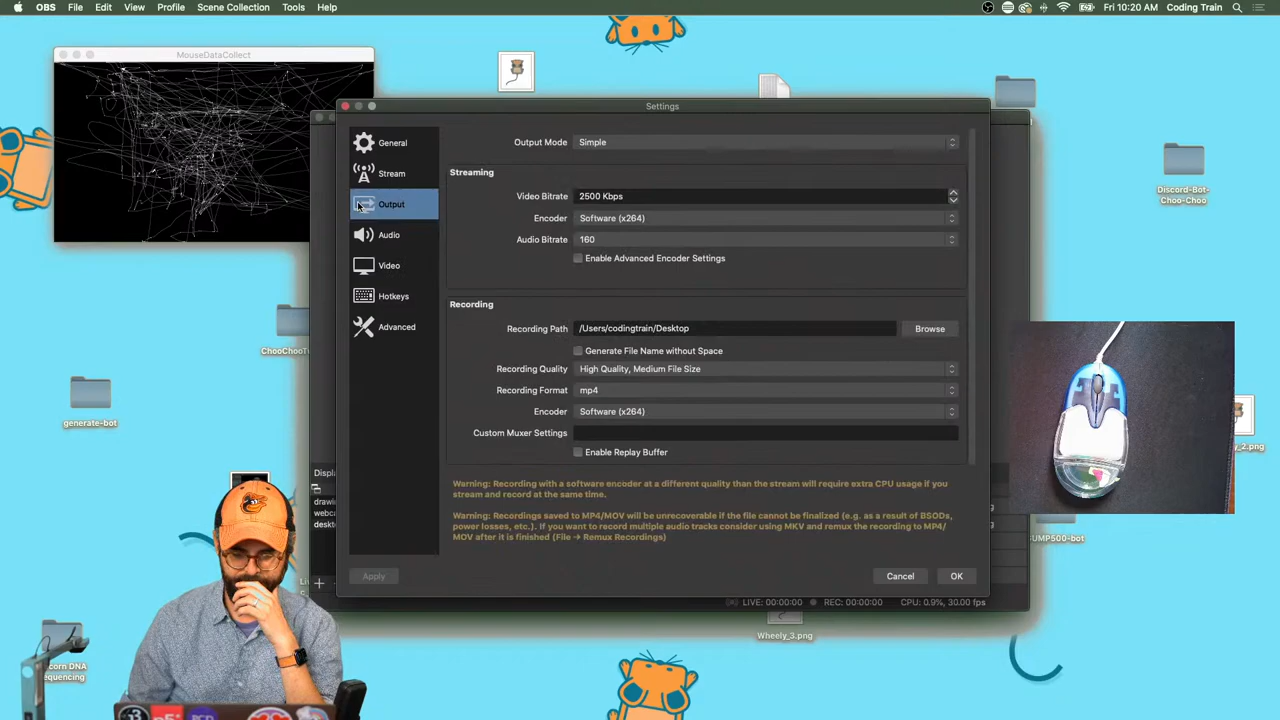 OBS File Edit View Profile Scene Collection Tools Help
Fri 10:20 AM Coding Train
MouseDataCollect
Settings
General
Stream
Output
Audio
Video
Hotkeys
Advanced
Output Mode Simple
Streaming
Video Bitrate 2500 Kbps
Encoder Software (x264)
Audio Bitrate 160
Enable Advanced Encoder Settings
Recording
Recording Path /Users/codingtrain/Desktop Browse
Generate File Name without Space
Recording Quality High Quality, Medium File Size
Recording Format mp4
Encoder Software (x264)
Custom Muxer Settings
Enable Replay Buffer
Warning: Recording with a software encoder at a different quality than the stream will require extra CPU usage if you
stream and record at the same time.
Warning: Recordings saved to MP4/MOV will be unrecoverable if the file cannot be finalized (e.g. as a result of BSODs,
power losses, etc.). If you want to record multiple audio tracks consider using MKV and remux the recording to MP4/
MOV after it is finished (File → Remux Recordings)
Apply Cancel OK
LIVE: 00:00:00 REC: 00:00:00 CPU: 0.9%, 30.00 fps
Discord-Bot-
Choo-Choo
generate-bot
Wheely_3.png